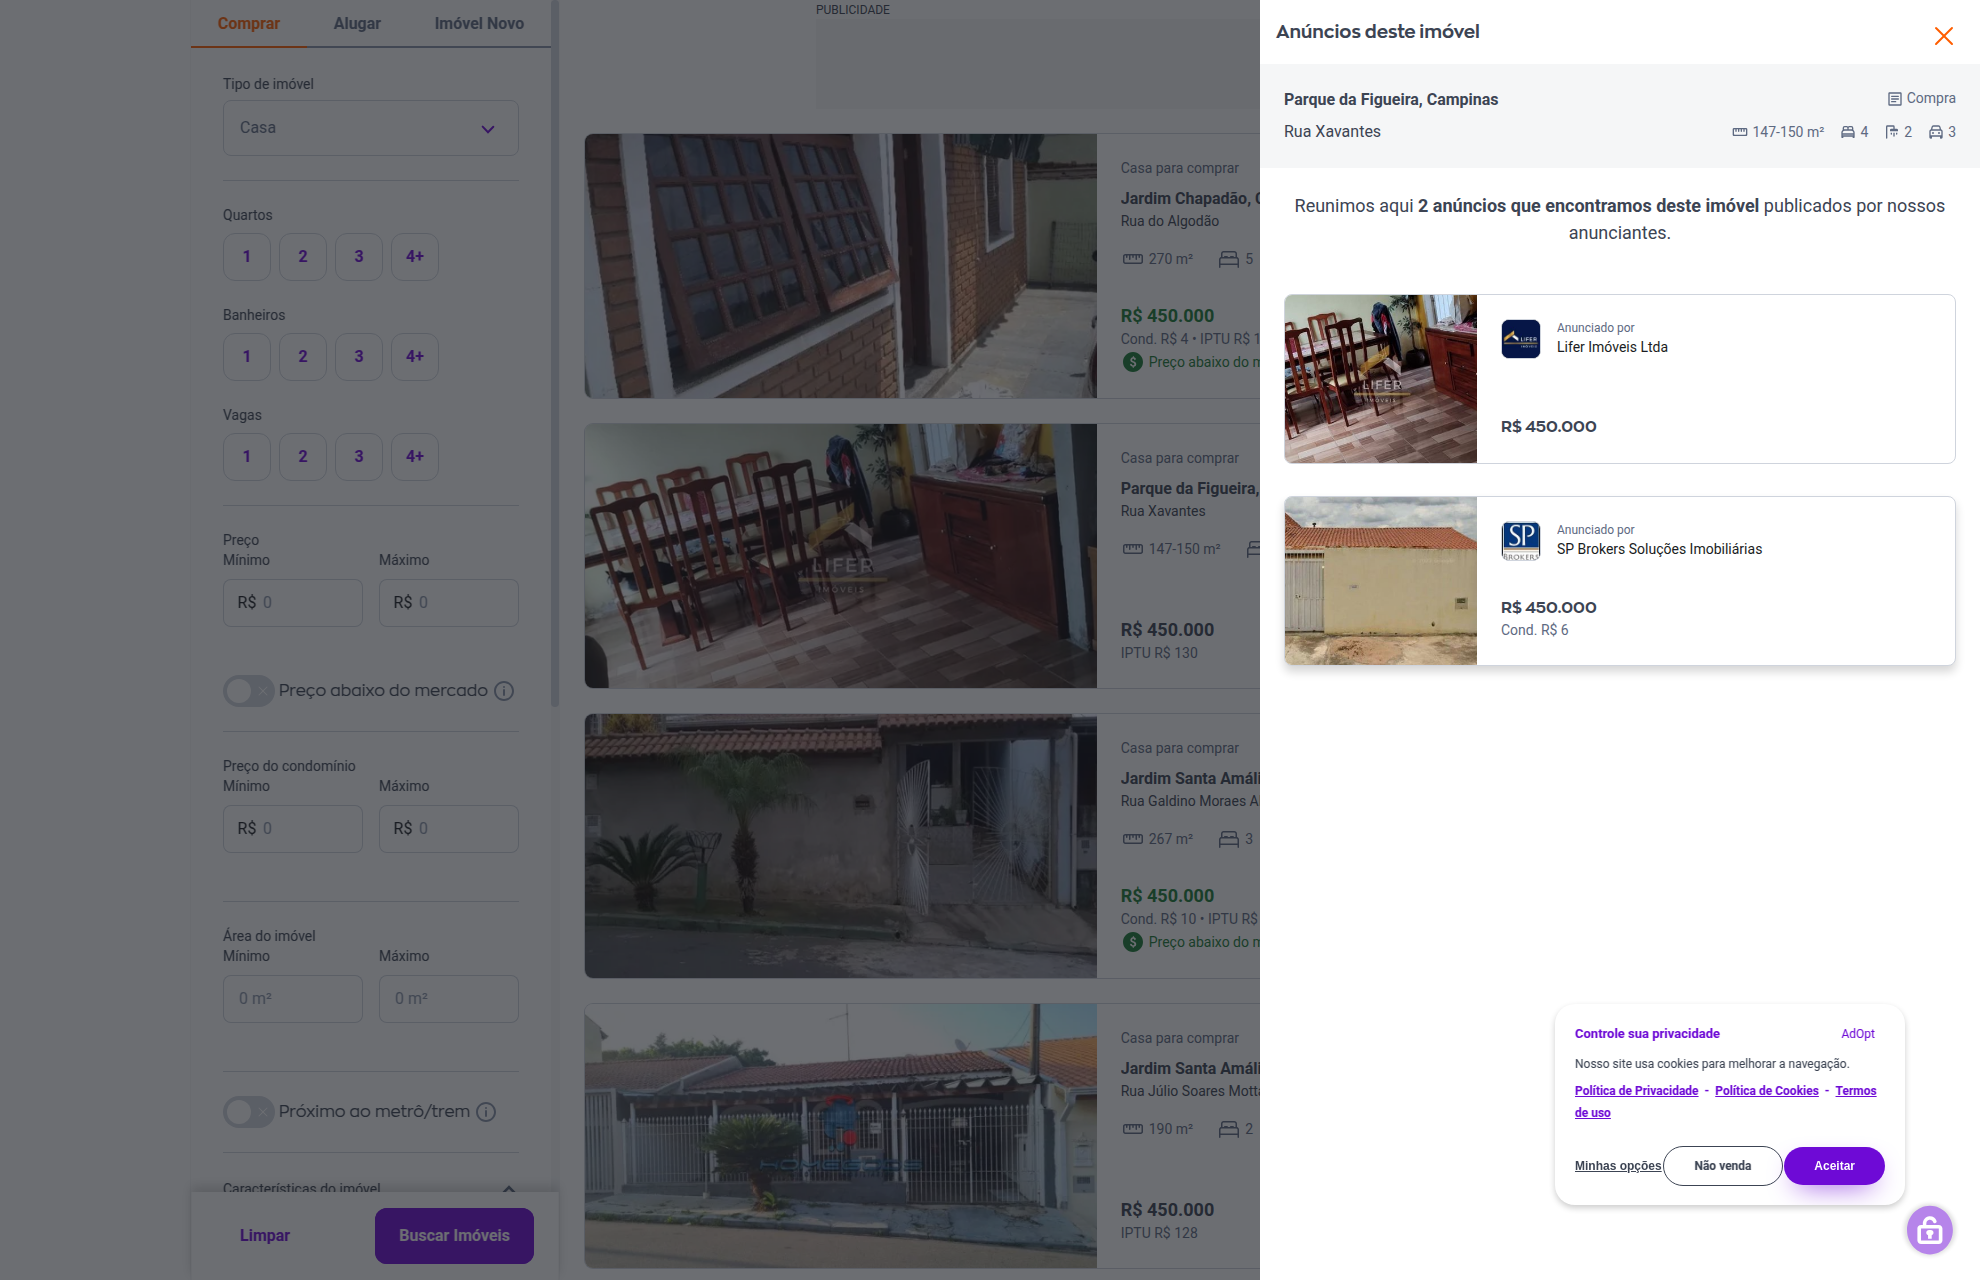 Comprar
Alugar
Imóvel Novo
Tipo de imóvel
Casa
Quartos
1
2
3
4+
Banheiros
1
2
3
4+
Vagas
1
2
3
4+
Preço
Mínimo
Máximo
R$ 0
R$ 0
Preço abaixo do mercado
Preço do condomínio
Mínimo
Máximo
R$ 0
R$ 0
Área do imóvel
Mínimo
Máximo
0 m²
0 m²
Próximo ao metrô/trem
Características do imóvel
Limpar
Buscar Imóveis
PUBLICIDADE
Casa para comprar
Jardim Chapadão, C
Rua do Algodão
270 m²
5
R$ 450.000
Cond. R$ 4 • IPTU R$ 1
Preço abaixo do m
LIFER
IMÓVEIS
Casa para comprar
Parque da Figueira,
Rua Xavantes
147-150 m²
R$ 450.000
IPTU R$ 130
Casa para comprar
Jardim Santa Amáli
Rua Galdino Moraes A
267 m²
3
R$ 450.000
Cond. R$ 10 • IPTU R$
Preço abaixo do m
Casa para comprar
Jardim Santa Amáli
Rua Júlio Soares Motta
190 m²
2
R$ 450.000
IPTU R$ 128
Anúncios deste imóvel
Parque da Figueira, Campinas
Compra
Rua Xavantes
147-150 m²
4
2
3
Reunimos aqui 2 anúncios que encontramos deste imóvel publicados por nossos
anunciantes.
LIFER
IMÓVEIS
LIFER
Anunciado por
Lifer Imóveis Ltda
R$ 450.000
SP
BROKERS
Anunciado por
SP Brokers Soluções Imobiliárias
R$ 450.000
Cond. R$ 6
Controle sua privacidade
AdOpt
Nosso site usa cookies para melhorar a navegação.
Política de Privacidade - Política de Cookies - Termos
de uso
Minhas opções
Não venda
Aceitar